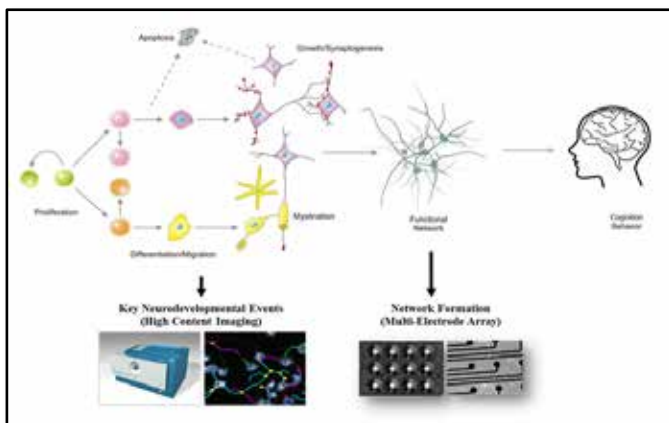 Apoptosis
Growth/Synaptogenesis
Proliferation
Myelination
Differentiation/Migration
Functional
Network
Cognition
Behavior
Key Neurodevelopmental Events
(High Content Imaging)
Network Formation
(Multi-Electrode Array)